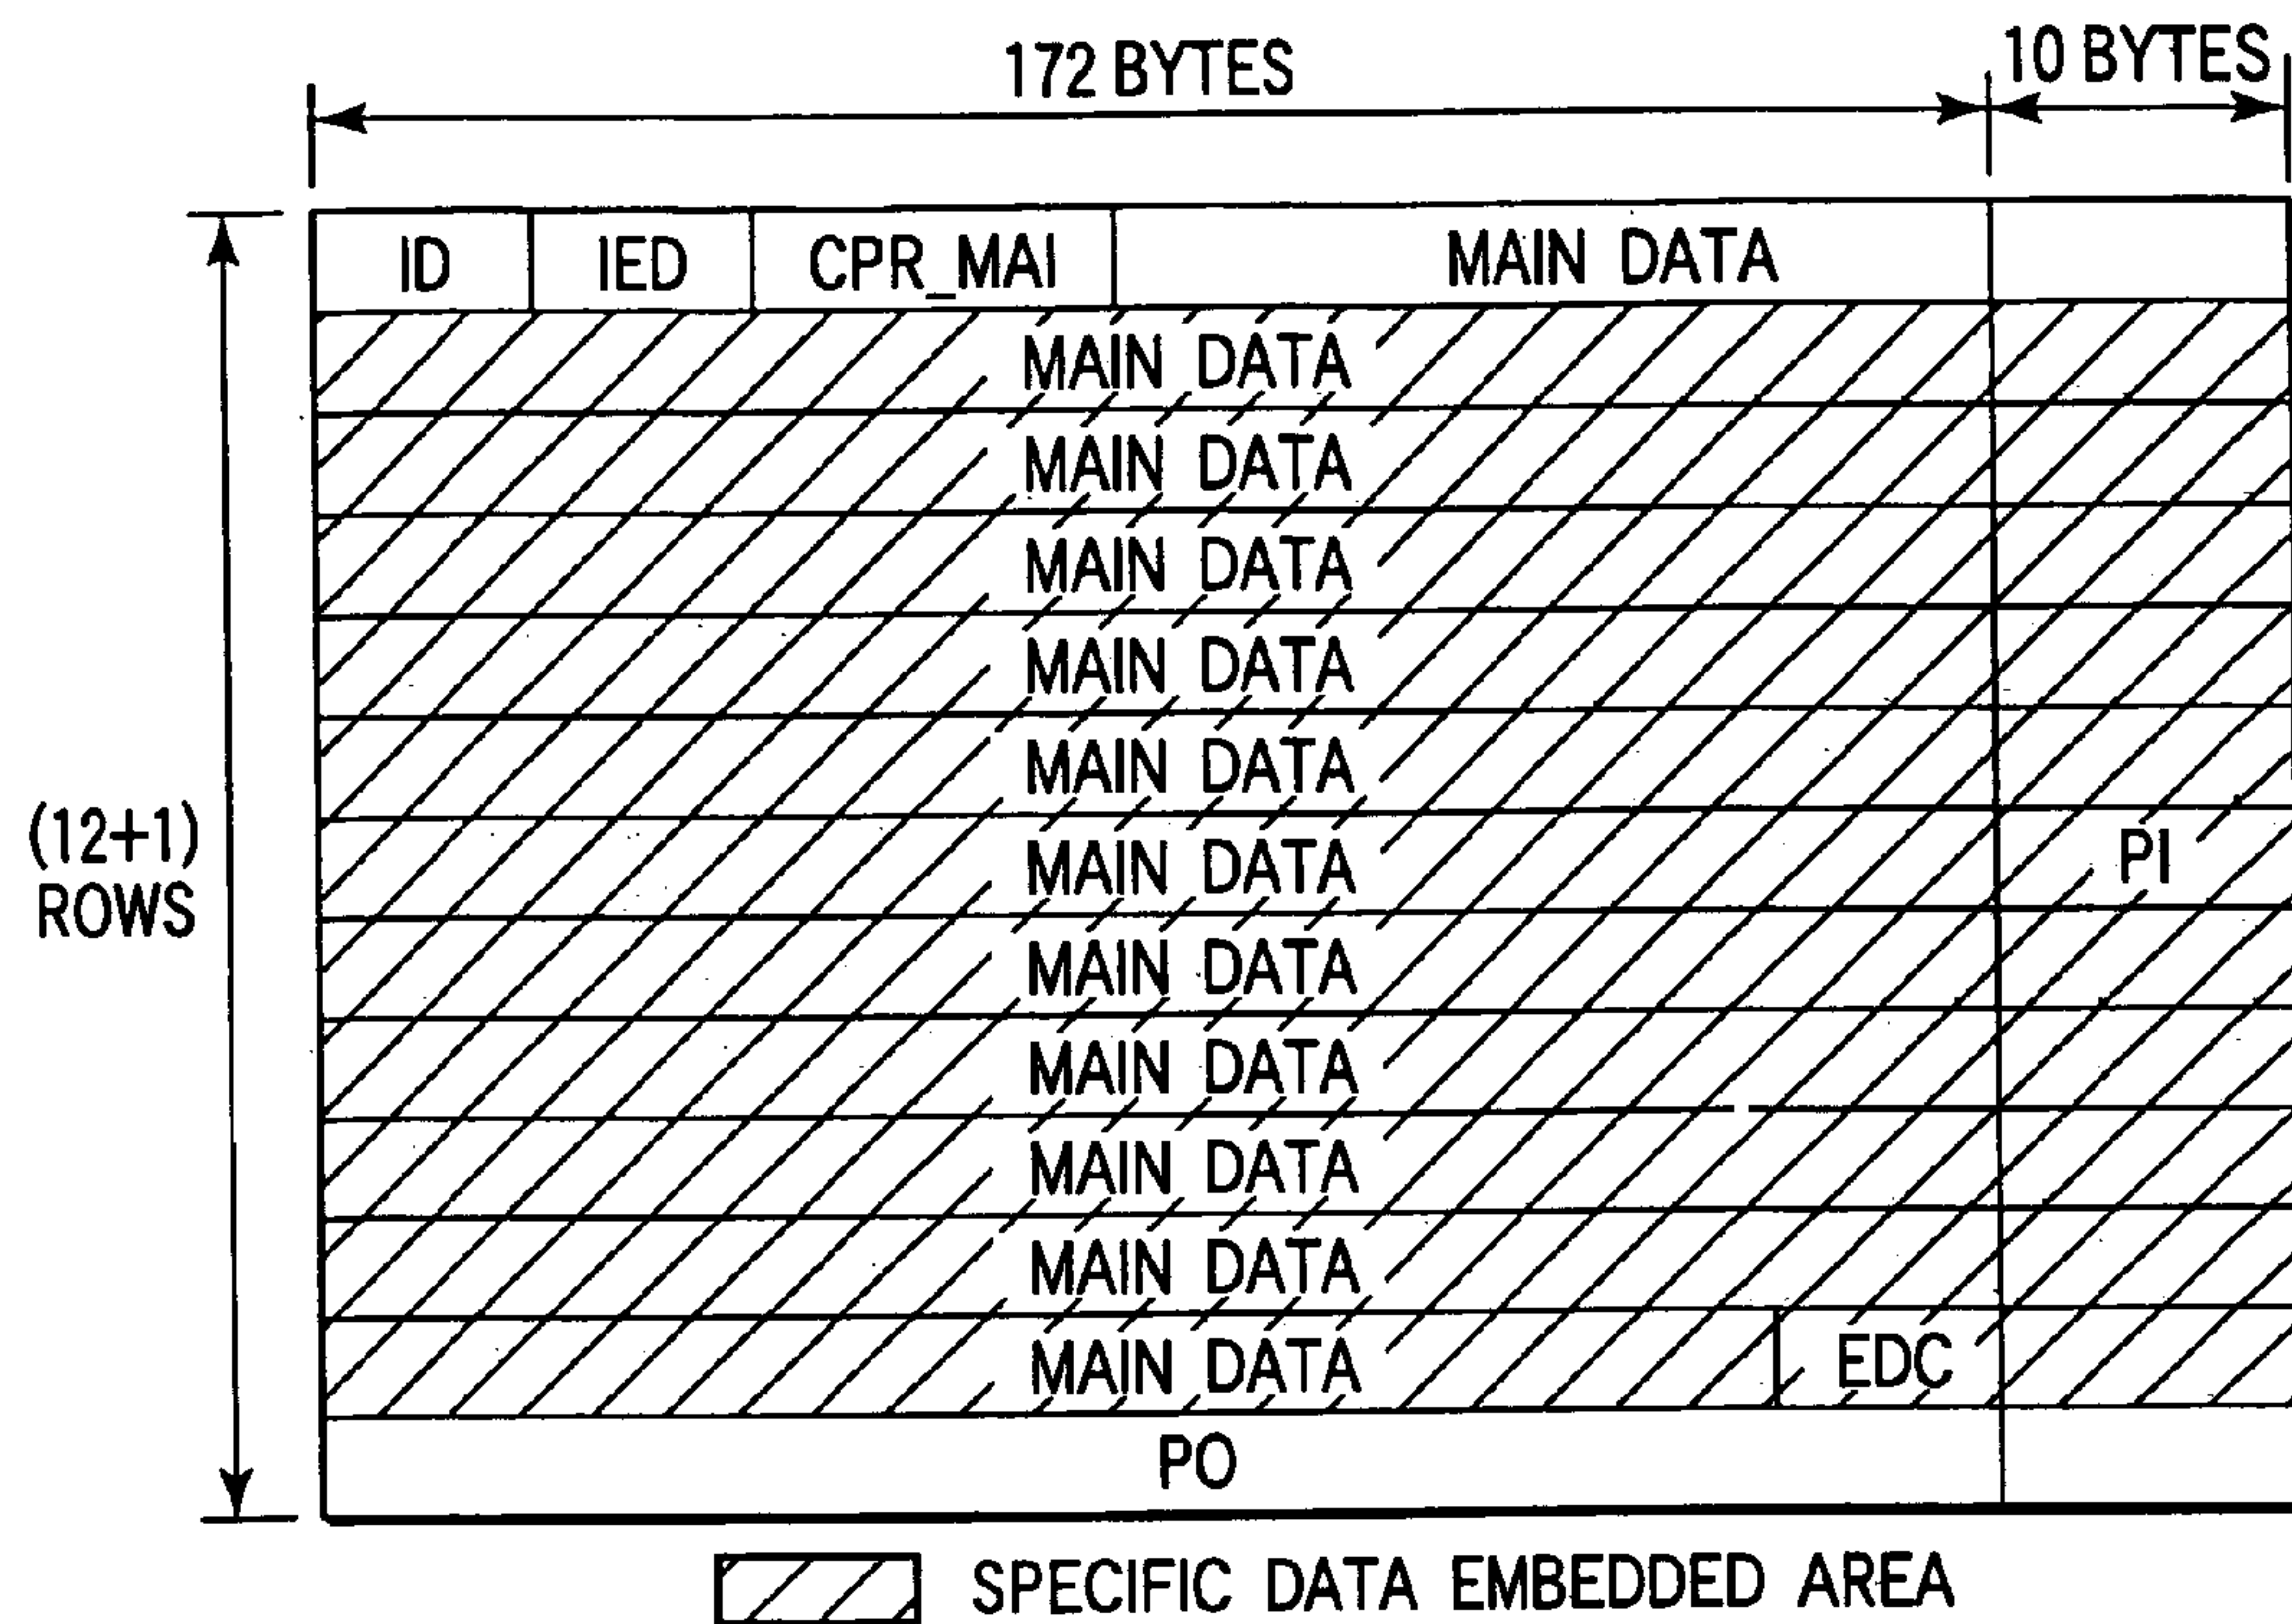 172 BYTES 10 BYTES
ID IED CPR_MAI MAIN DATA
MAIN DATA
MAIN DATA
MAIN DATA
MAIN DATA
MAIN DATA
(12+1)
ROWS
MAIN DATA PI
MAIN DATA
MAIN DATA
MAIN DATA
MAIN DATA
MAIN DATA EDC
PO
SPECIFIC DATA EMBEDDED AREA